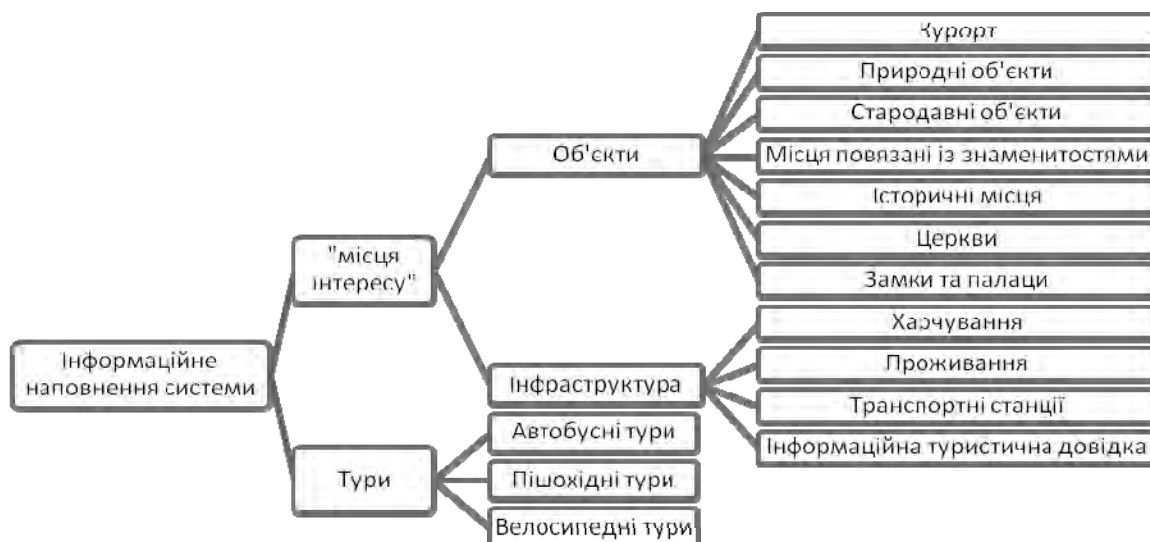 Інформаційне
наповнення системи
"місця
інтересу"
Об'єкти
Курорт
Природні об'єкти
Стародавні об'єкти
Місця повязані із знаменитостями
Історичні місця
Церкви
Замки та палаци
Інфраструктура
Харчування
Проживання
Транспортні станції
Інформаційна туристична довідка
Тури
Автобусні тури
Пішохідні тури
Велосипедні тури